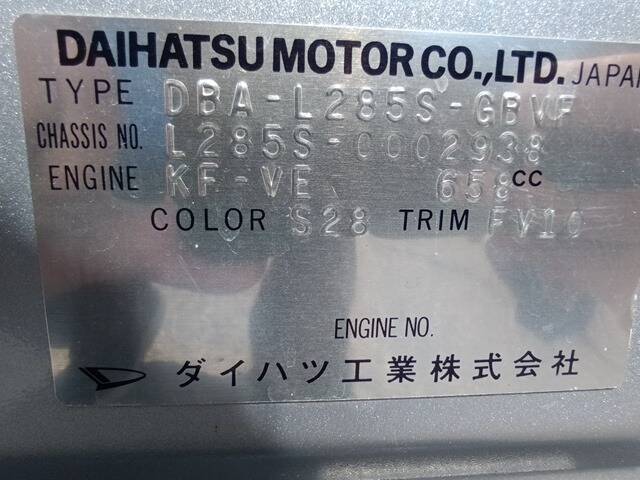 DAIHATSU MOTOR CO.,LTD. JAPAN
TYPE DBA-L285S-GBVF
CHASSIS NO. L285S-0002938
ENGINE KF-VE 658CC
COLOR S28 TRIM FV10
ENGINE NO.
ダイハツ工業株式会社